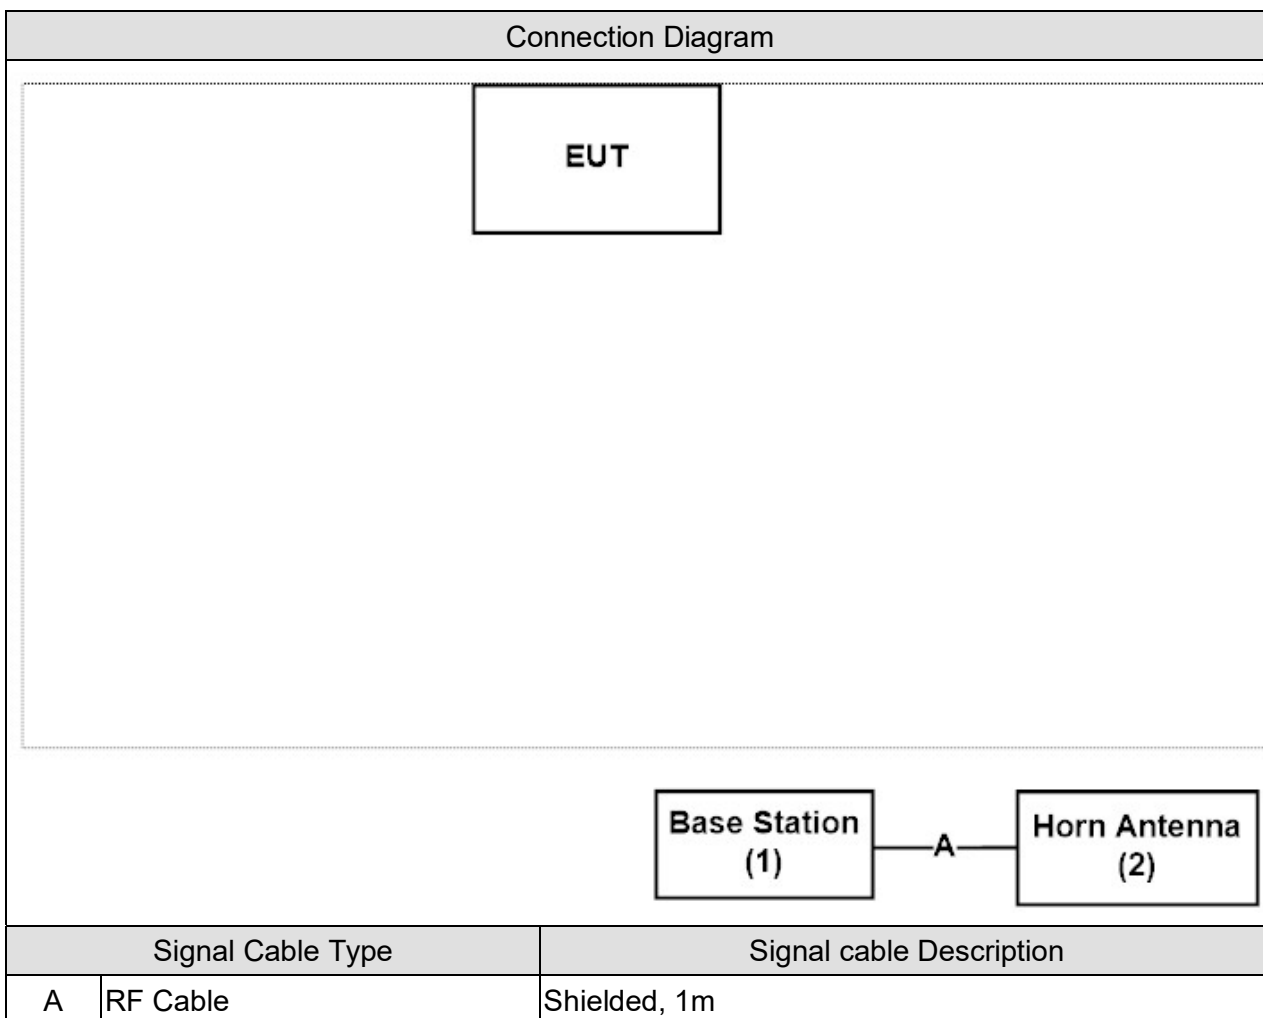 Connection Diagram
EUT
Base Station
(1)
A
Horn Antenna
(2)
Signal Cable Type
Signal cable Description
A
RF Cable
Shielded, 1m